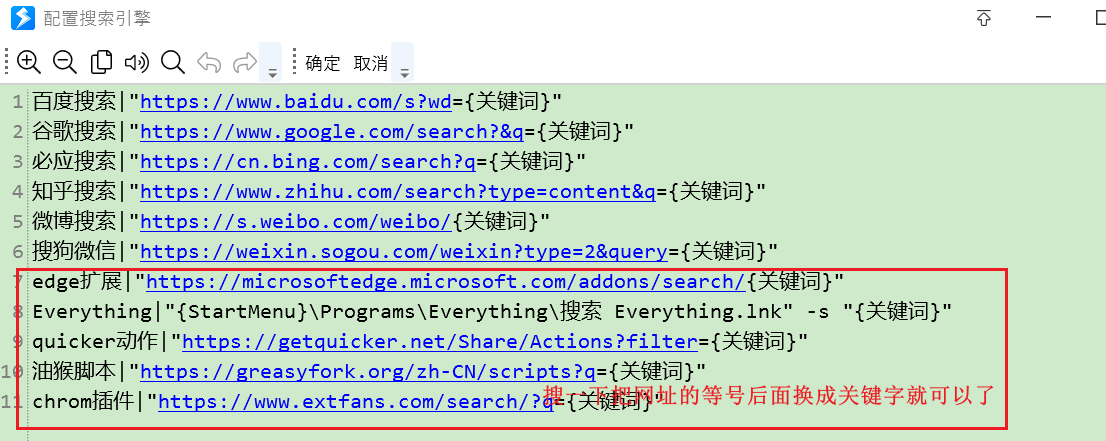 配置搜索引擎
确定 取消
1 百度搜索|"https://www.baidu.com/s?wd={关键词}"
2 谷歌搜索|"https://www.google.com/search?&q={关键词}"
3 必应搜索|"https://cn.bing.com/search?q={关键词}"
4 知乎搜索|"https://www.zhihu.com/search?type=content&q={关键词}"
5 微博搜索|"https://s.weibo.com/weibo/{关键词}"
6 搜狗微信|"https://weixin.sogou.com/weixin?type=2&query={关键词}"
7 edge扩展|"https://microsoftedge.microsoft.com/addons/search/{关键词}"
8 Everything|"{StartMenu}\Programs\Everything\搜索 Everything.lnk" -s "{关键词}"
9 quicker动作|"https://getquicker.net/Share/Actions?filter={关键词}"
10 油猴脚本|"https://greasyfork.org/zh-CN/scripts?q={关键词}"
11 chrom插件|"https://www.extfans.com/search/?q={关键词}"
搜一下把网址的等号后面换成关键字就可以了